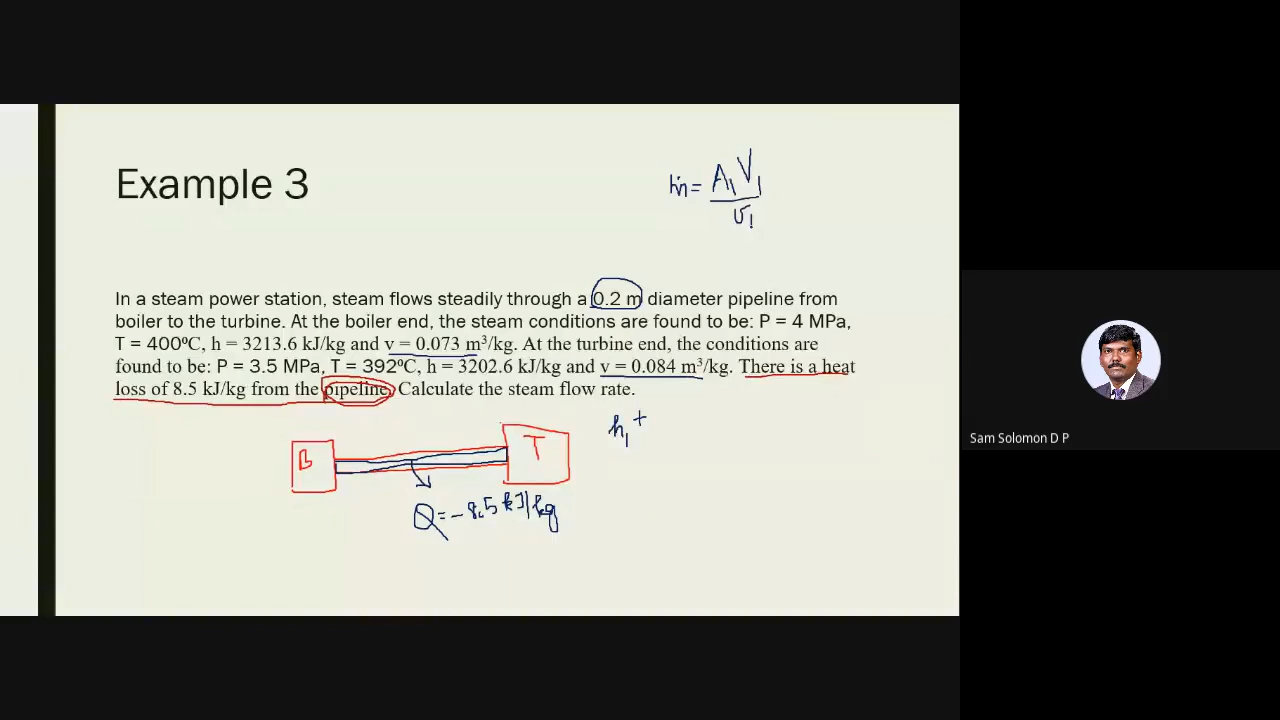 Example 3
ṁ = A₁V₁
v₁
In a steam power station, steam flows steadily through a 0.2 m diameter pipeline from
boiler to the turbine. At the boiler end, the steam conditions are found to be: P = 4 MPa,
T = 400⁰C, h = 3213.6 kJ/kg and v = 0.073 m³/kg. At the turbine end, the conditions are
found to be: P = 3.5 MPa, T = 392⁰C, h = 3202.6 kJ/kg and v = 0.084 m³/kg. There is a heat
loss of 8.5 kJ/kg from the pipeline. Calculate the steam flow rate.
h₁ +
B
T
Q = -8.5 kJ/kg
Sam Solomon D P